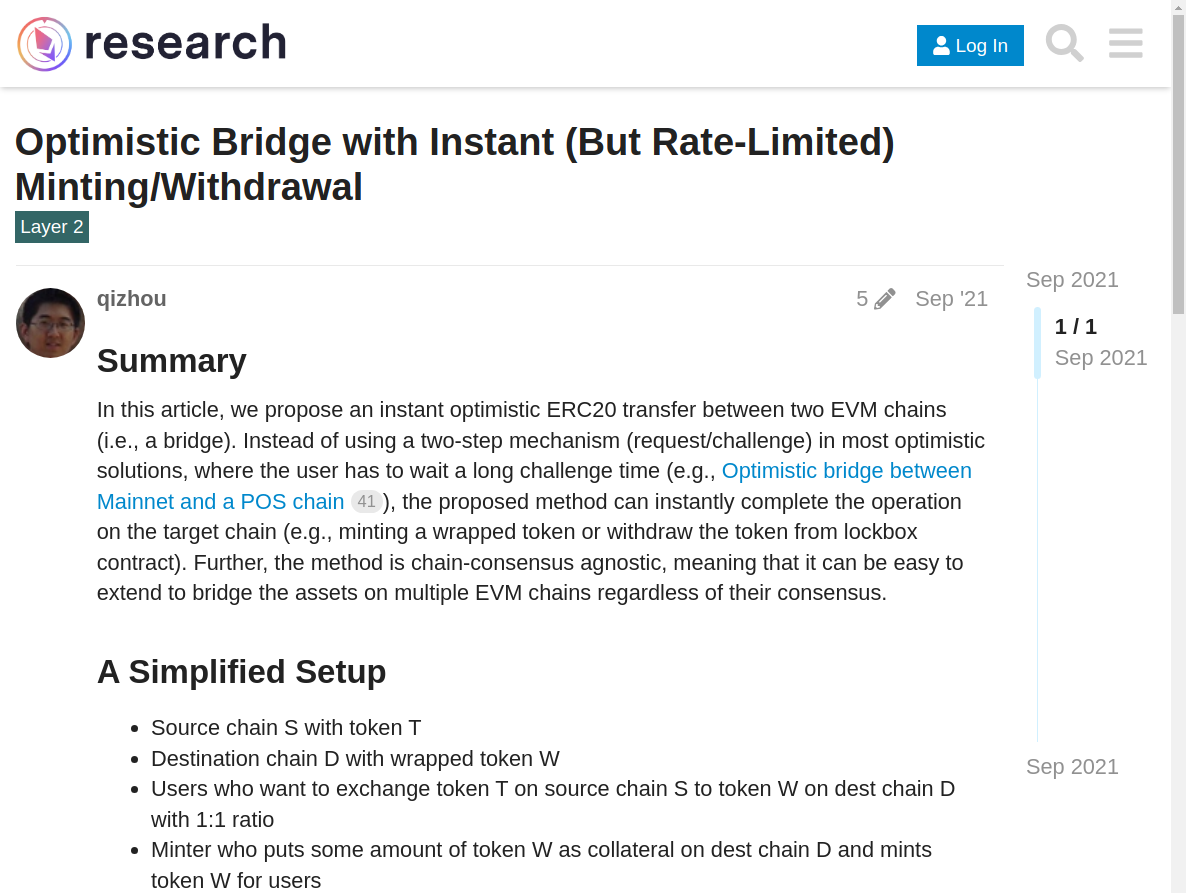 research
Log In
Optimistic Bridge with Instant (But Rate-Limited)
Minting/Withdrawal
Layer 2
qizhou
5
Sep '21
Summary
In this article, we propose an instant optimistic ERC20 transfer between two EVM chains
(i.e., a bridge). Instead of using a two-step mechanism (request/challenge) in most optimistic
solutions, where the user has to wait a long challenge time (e.g., Optimistic bridge between
Mainnet and a POS chain 41), the proposed method can instantly complete the operation
on the target chain (e.g., minting a wrapped token or withdraw the token from lockbox
contract). Further, the method is chain-consensus agnostic, meaning that it can be easy to
extend to bridge the assets on multiple EVM chains regardless of their consensus.
A Simplified Setup
Source chain S with token T
Destination chain D with wrapped token W
Users who want to exchange token T on source chain S to token W on dest chain D
with 1:1 ratio
Minter who puts some amount of token W as collateral on dest chain D and mints
token W for users
Sep 2021
1 / 1
Sep 2021
Sep 2021